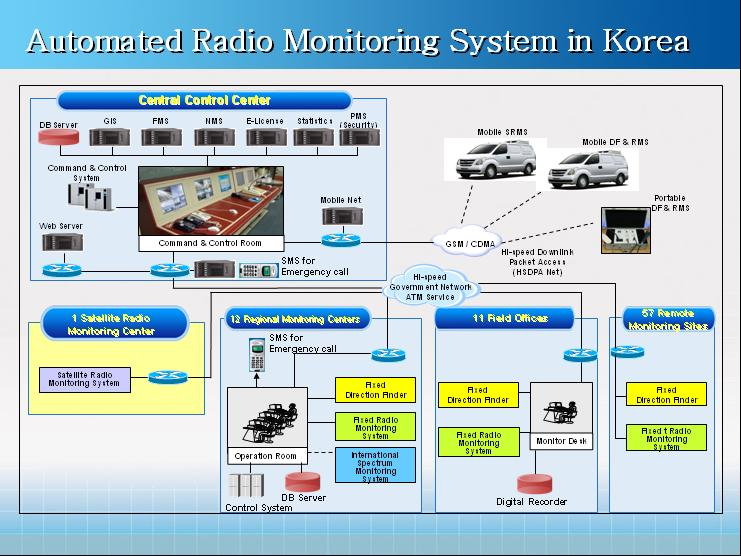 Automated Radio Monitoring System in Korea
Central Control Center
DB Server
GIS
FMS
NMS
E-License
Statistics
PMS
(Security)
Command & Control
System
Web Server
Command & Control Room
Mobile Net
SMS for
Emergency call
Mobile SRMS
Mobile DF & RMS
Portable
DF & RMS
GSM / CDMA
Hi-speed Downlink
Packet Access
(HSDPA Net)
Hi-speed
Government Network
ATM Service
1 Satellite Radio
Monitoring Center
Satellite Radio
Monitoring System
12 Regional Monitoring Centers
SMS for
Emergency call
Operation Room
Control System
DB Server
Fixed
Direction Finder
Fixed Radio
Monitoring
System
International
Spectrum
Monitoring
System
11 Field Offices
Fixed
Direction Finder
Fixed Radio
Monitoring
System
Monitor Desk
Digital Recorder
57 Remote
Monitoring Sites
Fixed
Direction Finder
Fixed t Radio
Monitoring
System